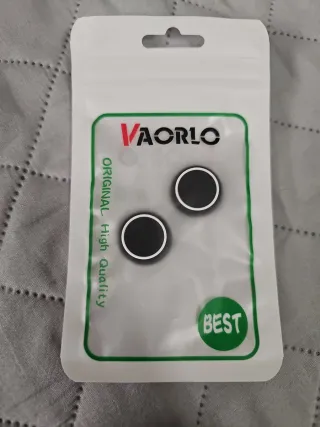 VAORLO
ORIGINAL High Quality
BEST